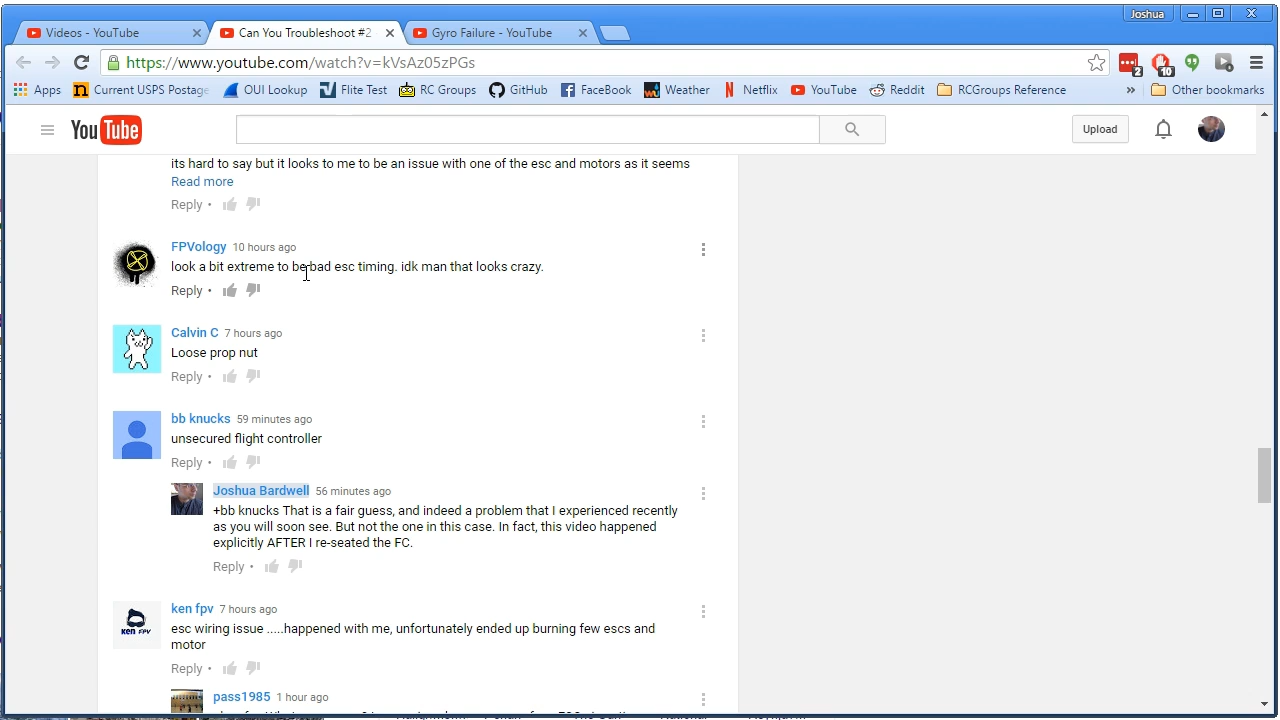 Joshua
Videos - YouTube
Can You Troubleshoot #2
Gyro Failure - YouTube
https://www.youtube.com/watch?v=kVsAz05zPGs
2
10
Apps
Current USPS Postage
OUI Lookup
Flite Test
RC Groups
GitHub
FaceBook
Weather
Netflix
YouTube
Reddit
RCGroups Reference
»
Other bookmarks
YouTube
Upload
its hard to say but it looks to me to be an issue with one of the esc and motors as it seems
Read more
Reply •
FPVology 10 hours ago
look a bit extreme to be bad esc timing. idk man that looks crazy.
Reply •
Calvin C 7 hours ago
Loose prop nut
Reply •
bb knucks 59 minutes ago
unsecured flight controller
Reply •
Joshua Bardwell 56 minutes ago
+bb knucks That is a fair guess, and indeed a problem that I experienced recently
as you will soon see. But not the one in this case. In fact, this video happened
explicitly AFTER I re-seated the FC.
Reply •
ken fpv 7 hours ago
KEN FPV
esc wiring issue .....happened with me, unfortunately ended up burning few escs and
motor
Reply •
pass1985 1 hour ago